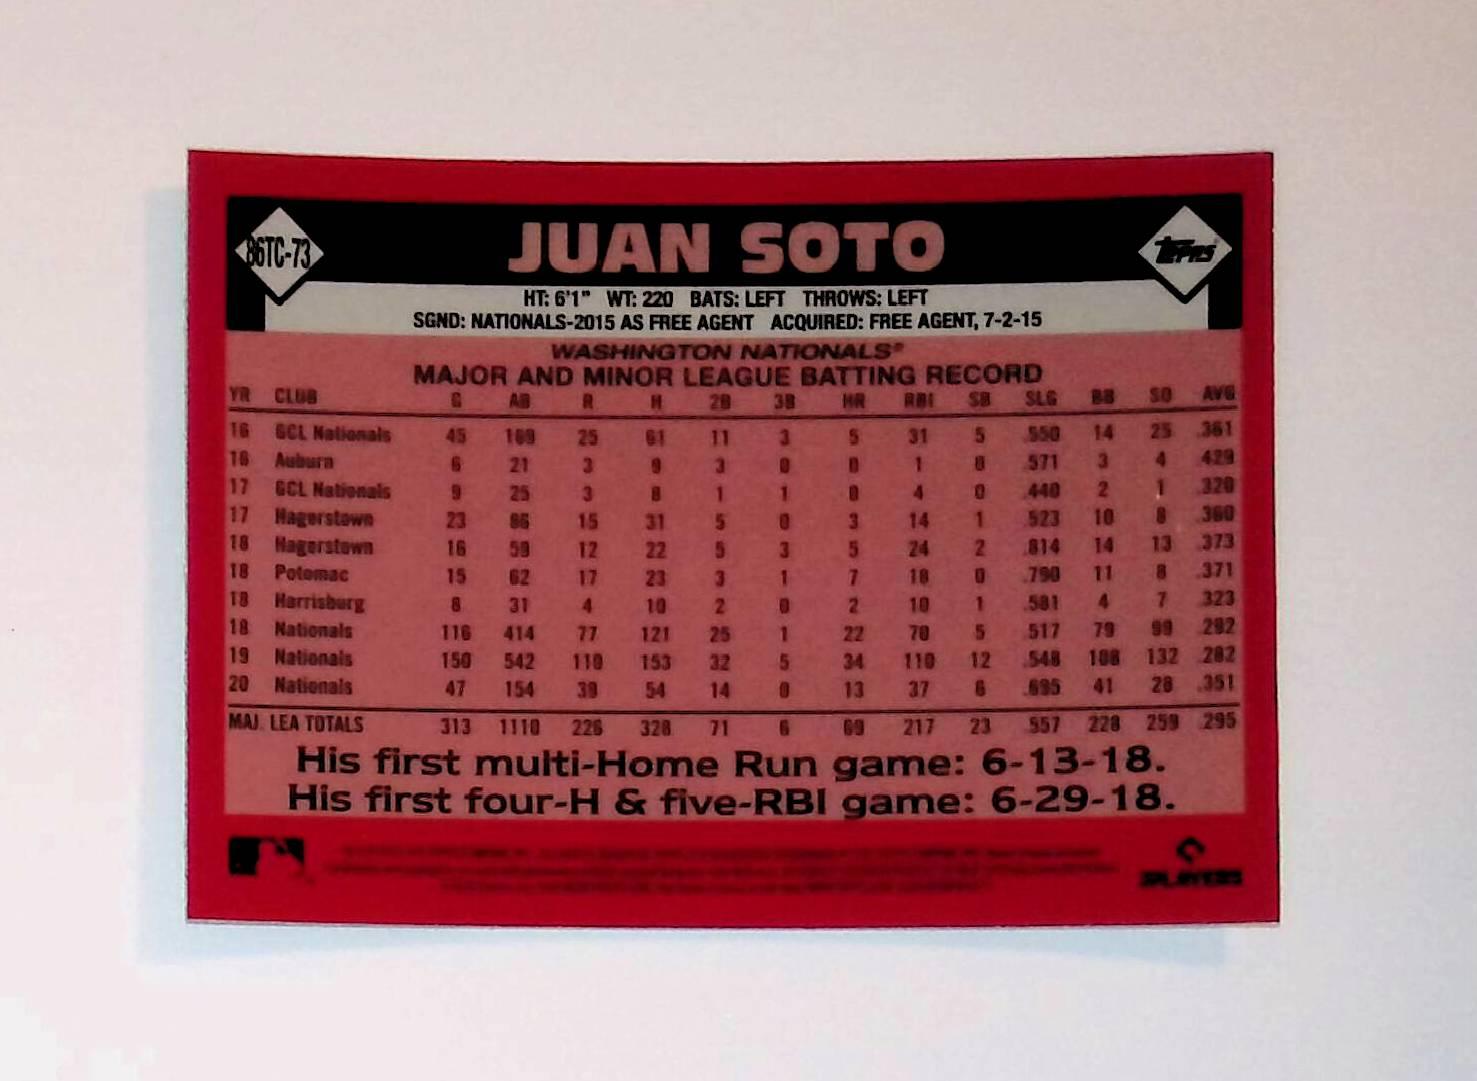 86TC-73
JUAN SOTO
TOPPS
HT: 6'1" WT: 220 BATS: LEFT THROWS: LEFT
SGND: NATIONALS-2015 AS FREE AGENT ACQUIRED: FREE AGENT, 7-2-15
WASHINGTON NATIONALS®
MAJOR AND MINOR LEAGUE BATTING RECORD
YR CLUB G AB R H 2B 3B HR RBI SB SLG BB SO AVG
16 GCL Nationals 45 169 25 61 11 3 5 31 5 .550 14 25 .361
16 Auburn 6 21 3 9 3 0 0 1 0 .571 3 4 .429
17 GCL Nationals 9 25 3 8 1 1 0 4 0 .440 2 1 .320
17 Hagerstown 23 86 15 31 5 0 3 14 1 .523 10 8 .360
18 Hagerstown 16 59 12 22 5 3 5 24 2 .814 14 13 .373
18 Potomac 15 62 17 23 3 1 7 18 0 .790 11 8 .371
18 Harrisburg 8 31 4 10 2 0 2 10 1 .581 4 7 .323
18 Nationals 116 414 77 121 25 1 22 70 5 .517 79 99 .292
19 Nationals 150 542 110 153 32 5 34 110 12 .548 108 132 .282
20 Nationals 47 154 39 54 14 0 13 37 6 .695 41 28 .351
MAJ. LEA TOTALS 313 1110 226 328 71 6 69 217 23 .557 228 259 .295
His first multi-Home Run game: 6-13-18.
His first four-H & five-RBI game: 6-29-18.
PLAYERS